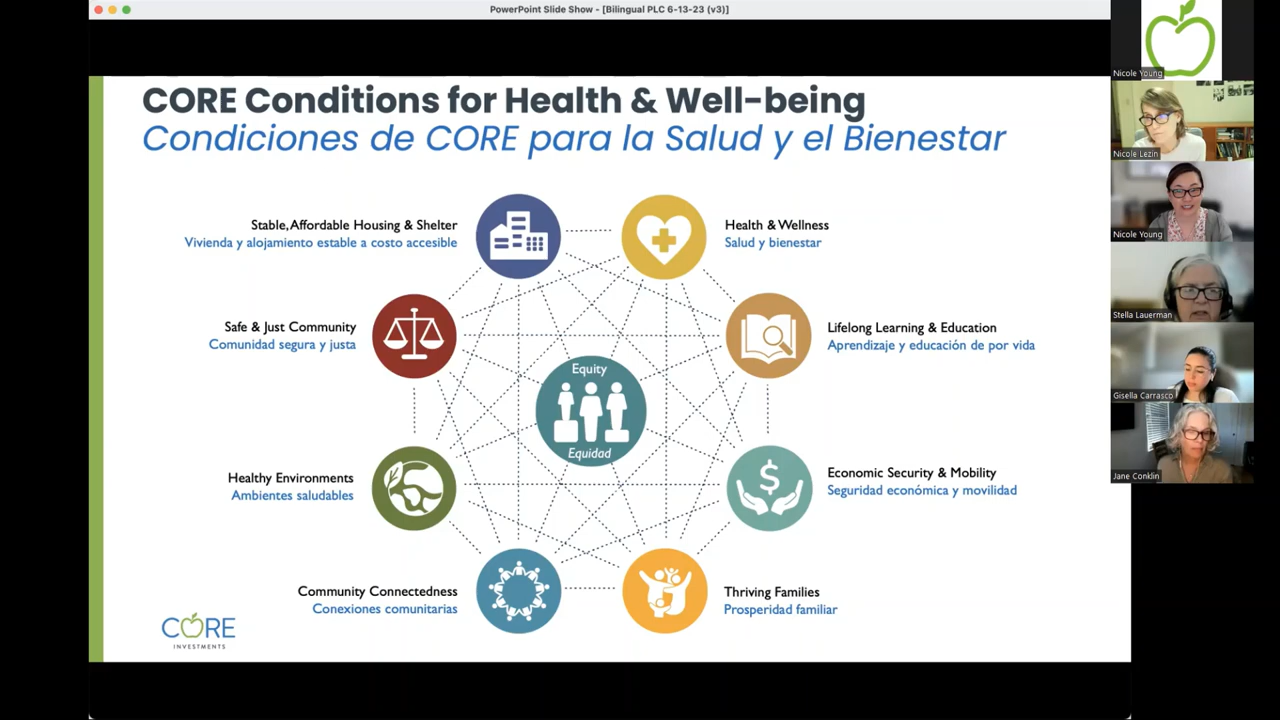 PowerPoint Slide Show - [Bilingual PLC 6-13-23 (v3)]
CORE Conditions for Health & Well-being
Condiciones de CORE para la Salud y el Bienestar
Stable, Affordable Housing & Shelter
Vivienda y alojamiento estable a costo accesible
Health & Wellness
Salud y bienestar
Safe & Just Community
Comunidad segura y justa
Lifelong Learning & Education
Aprendizaje y educación de por vida
Equity
Equidad
Healthy Environments
Ambientes saludables
Economic Security & Mobility
Seguridad económica y movilidad
Community Connectedness
Conexiones comunitarias
Thriving Families
Prosperidad familiar
CORE
INVESTMENTS
Nicole Young
Nicole Lezin
Nicole Young
Stella Lauerman
Gisella Carrasco
Jane Conklin